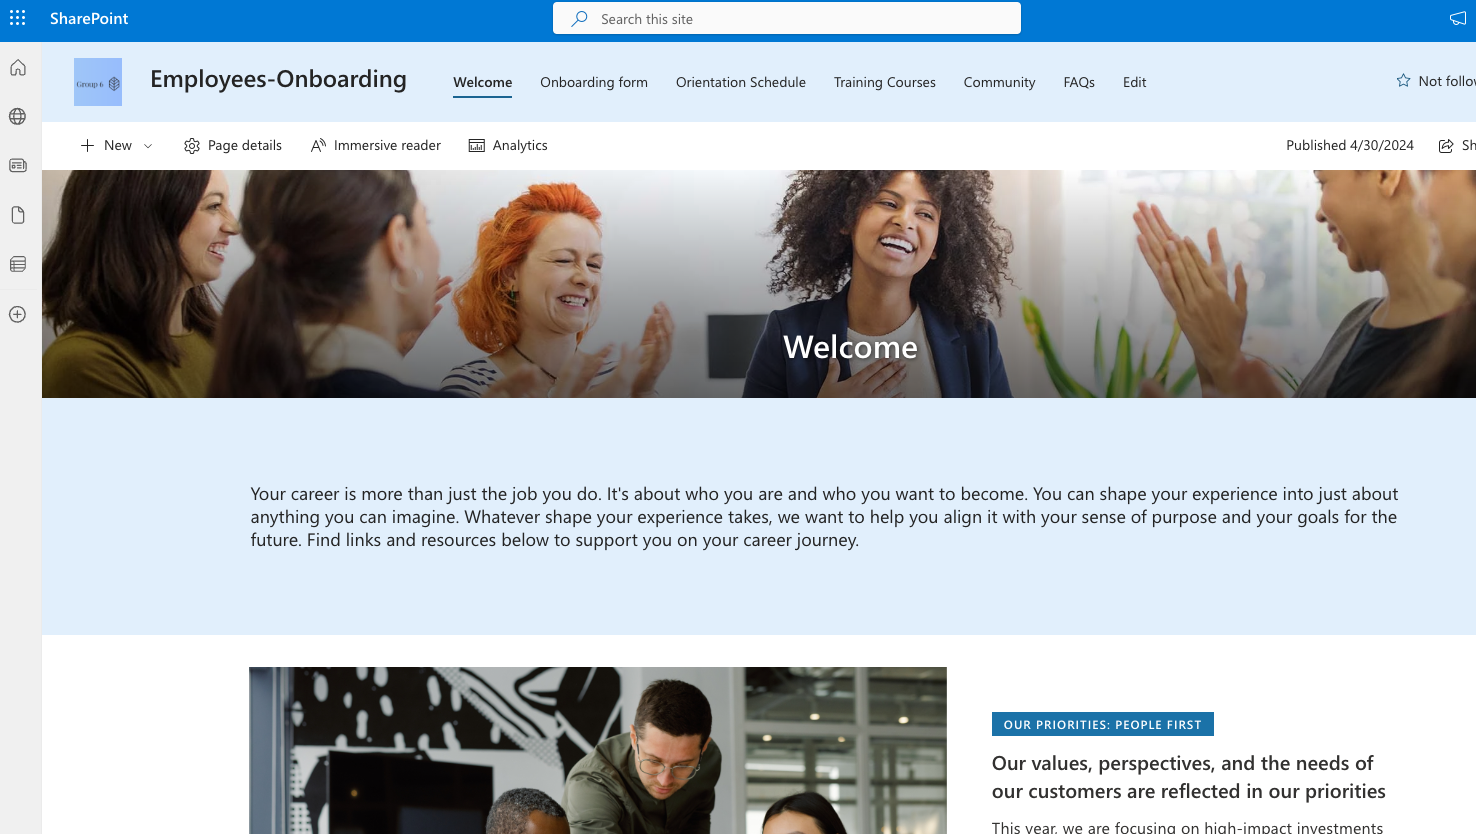 SharePoint
Search this site
Group 6
Employees-Onboarding
Welcome
Onboarding form
Orientation Schedule
Training Courses
Community
FAQs
Edit
Not follow
New
Page details
Immersive reader
Analytics
Published 4/30/2024
Sh
Welcome
Your career is more than just the job you do. It's about who you are and who you want to become. You can shape your experience into just about
anything you can imagine. Whatever shape your experience takes, we want to help you align it with your sense of purpose and your goals for the
future. Find links and resources below to support you on your career journey.
OUR PRIORITIES: PEOPLE FIRST
Our values, perspectives, and the needs of
our customers are reflected in our priorities
This year, we are focusing on high-impact investments